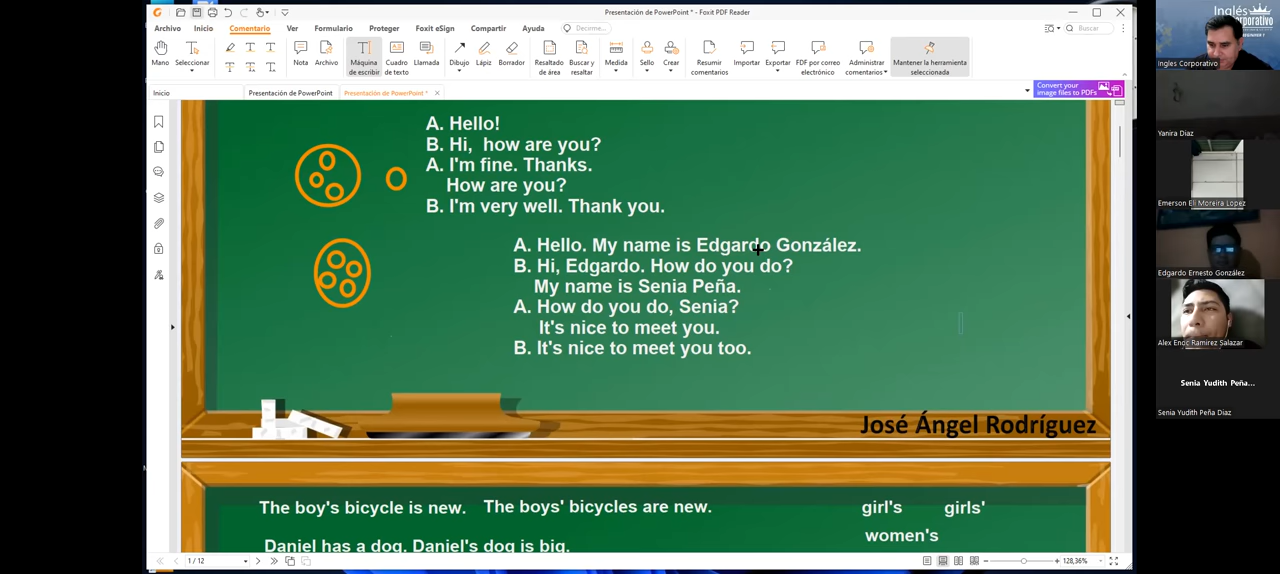 Presentación de PowerPoint * - Foxit PDF Reader
Archivo Inicio Comentario Ver Formulario Proteger Foxit eSign Compartir Ayuda Decirme... Buscar
Mano
Seleccionar
Nota
Archivo
Máquina de escribir
Cuadro de texto
Llamada
Dibujo
Lápiz
Borrador
Resaltado de área
Buscar y resaltar
Medida
Sello
Crear
Resumir comentarios
Importar
Exportar
FDF por correo electrónico
Administrar comentarios
Mantener la herramienta seleccionada
Inicio Presentación de PowerPoint Presentación de PowerPoint *
Convert your image files to PDFs
A. Hello!
B. Hi, how are you?
A. I'm fine. Thanks.
How are you?
B. I'm very well. Thank you.
A. Hello. My name is Edgardo González.
B. Hi, Edgardo. How do you do?
My name is Senia Peña.
A. How do you do, Senia?
It's nice to meet you.
B. It's nice to meet you too.
José Ángel Rodríguez
The boy's bicycle is new. The boys' bicycles are new. girl's girls'
women's
Daniel has a dog. Daniel's dog is big.
1 / 12
128,36%
Inglés
Ingles Corporativo
Yanira Diaz
Emerson Eli Moreira Lopez
Edgardo Ernesto González
Alex Enoc Ramirez Salazar
Senia Yudith Peña...
Senia Yudith Peña Diaz